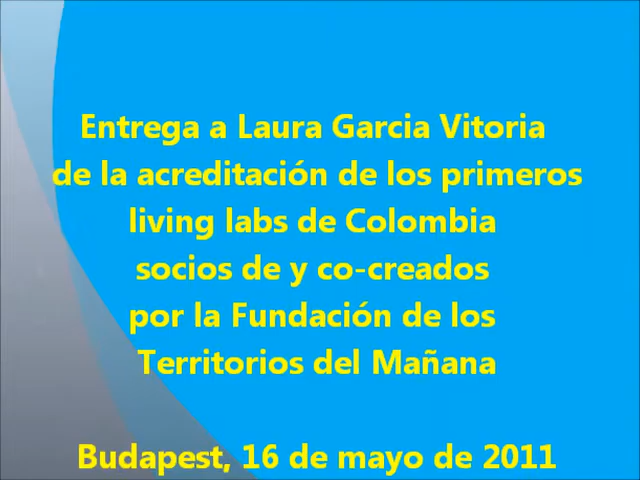 Entrega a Laura Garcia Vitoria
de la acreditación de los primeros
living labs de Colombia
socios de y co-creados
por la Fundación de los
Territorios del Mañana
Budapest, 16 de mayo de 2011